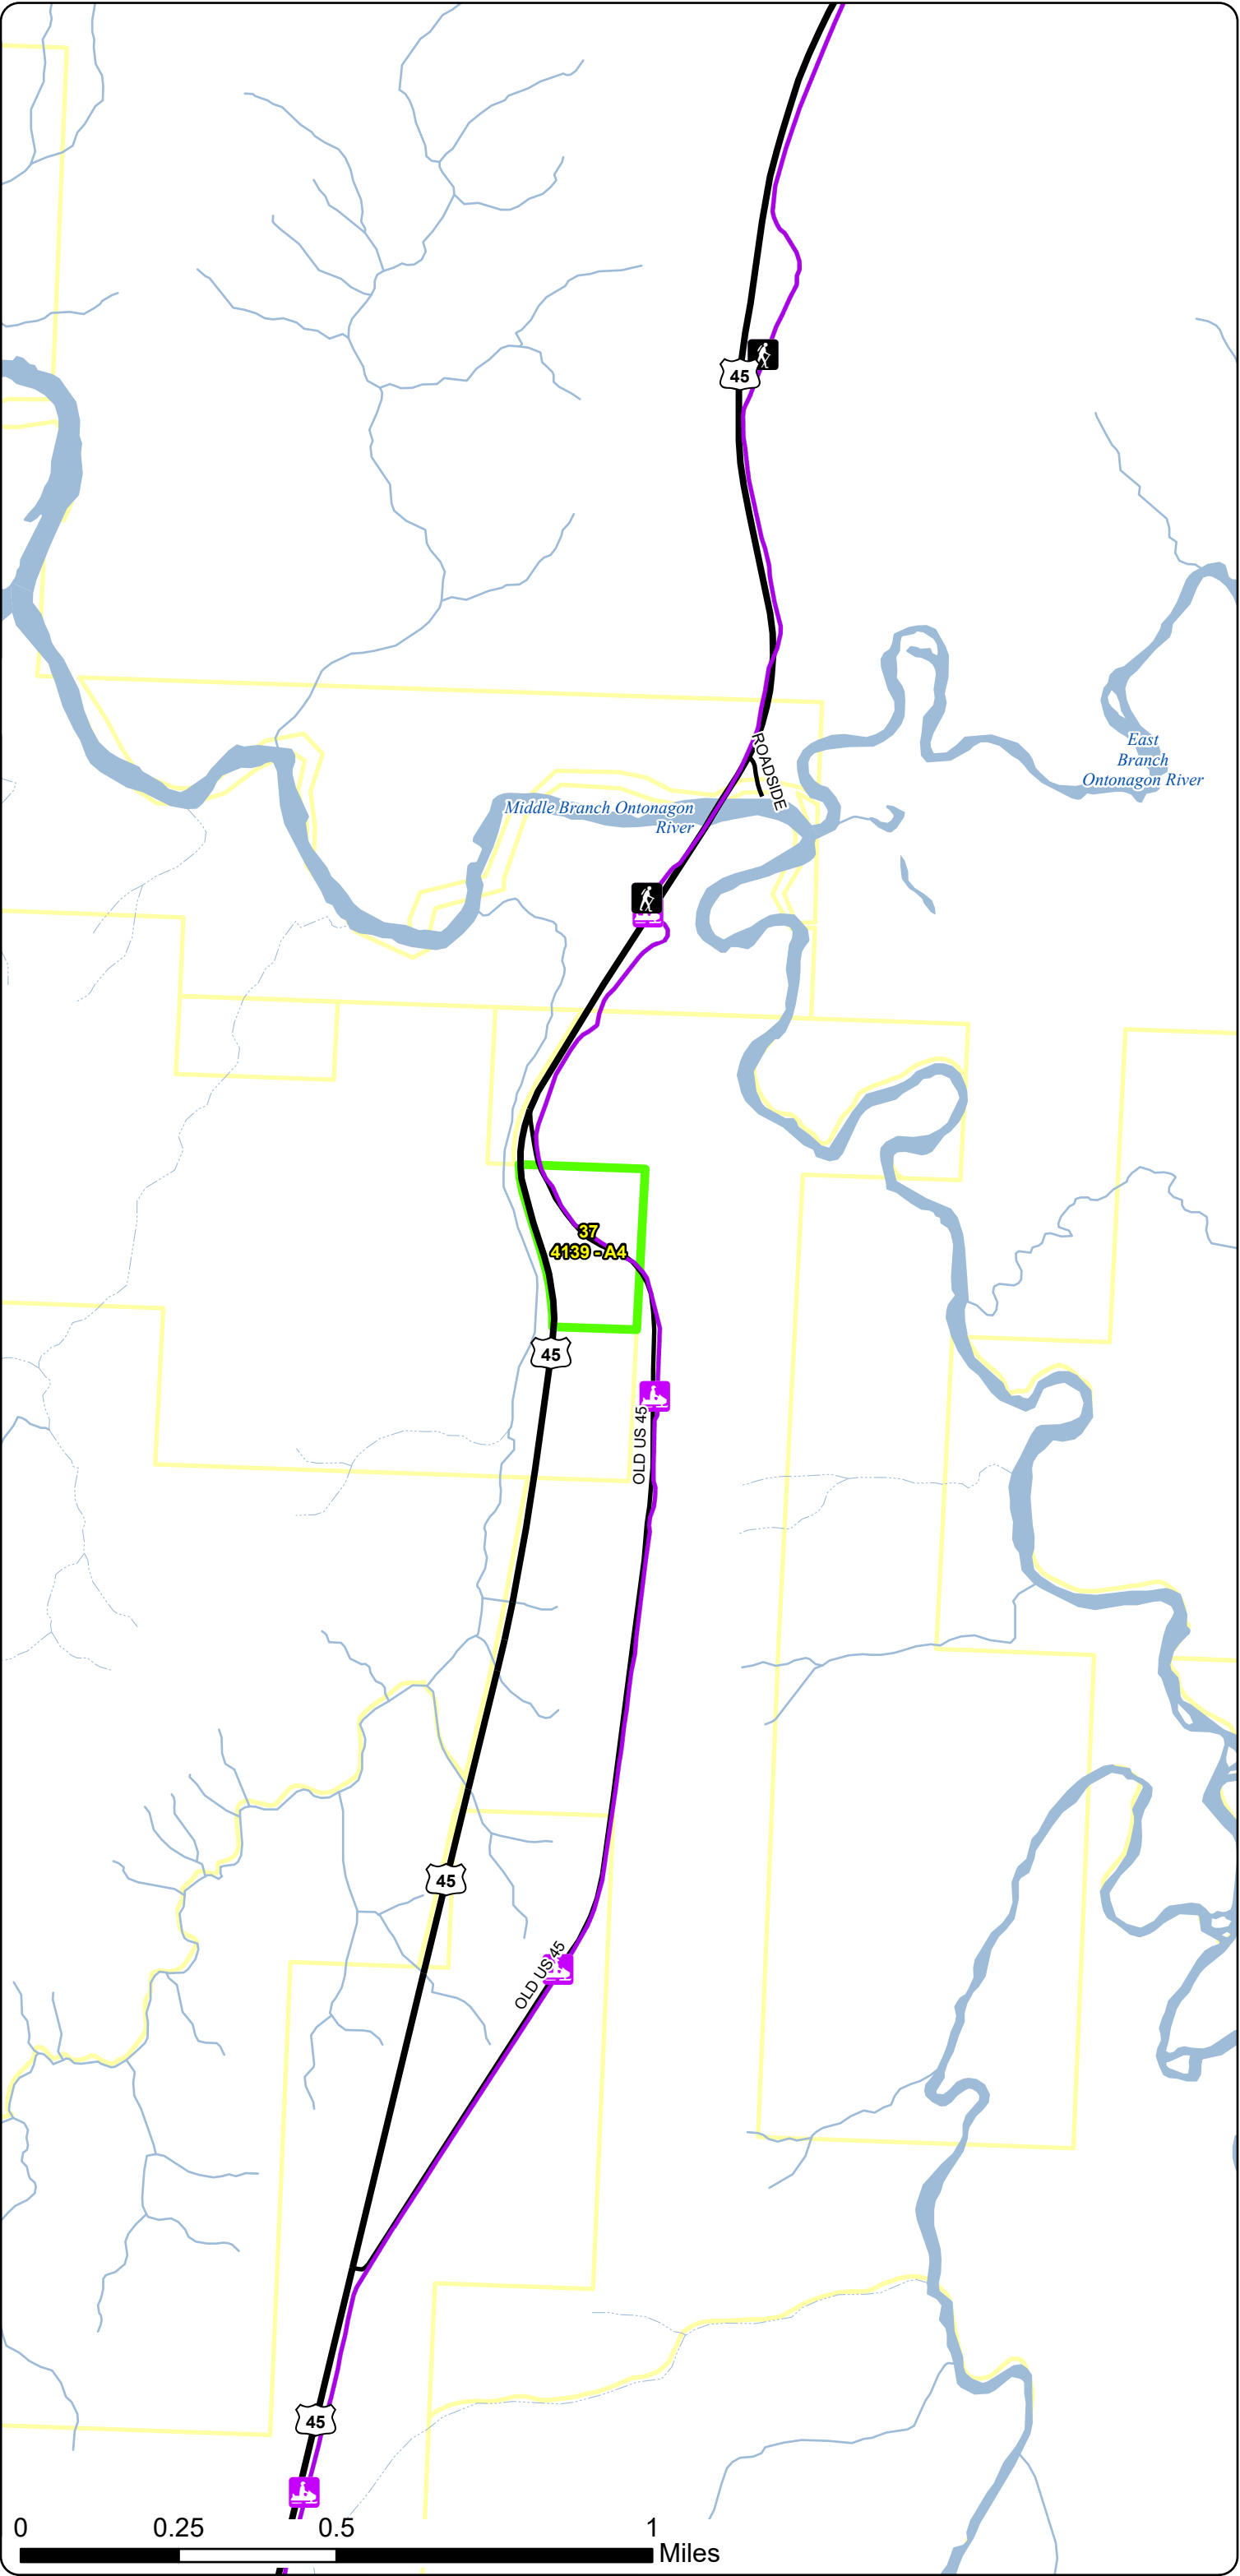 45
ROADSIDE
East
Branch
Ontonagon River
Middle Branch Ontonagon
River
37
4139 - A4
45
OLD US 45
45
OLD US 45
45
0 0.25 0.5 1
Miles